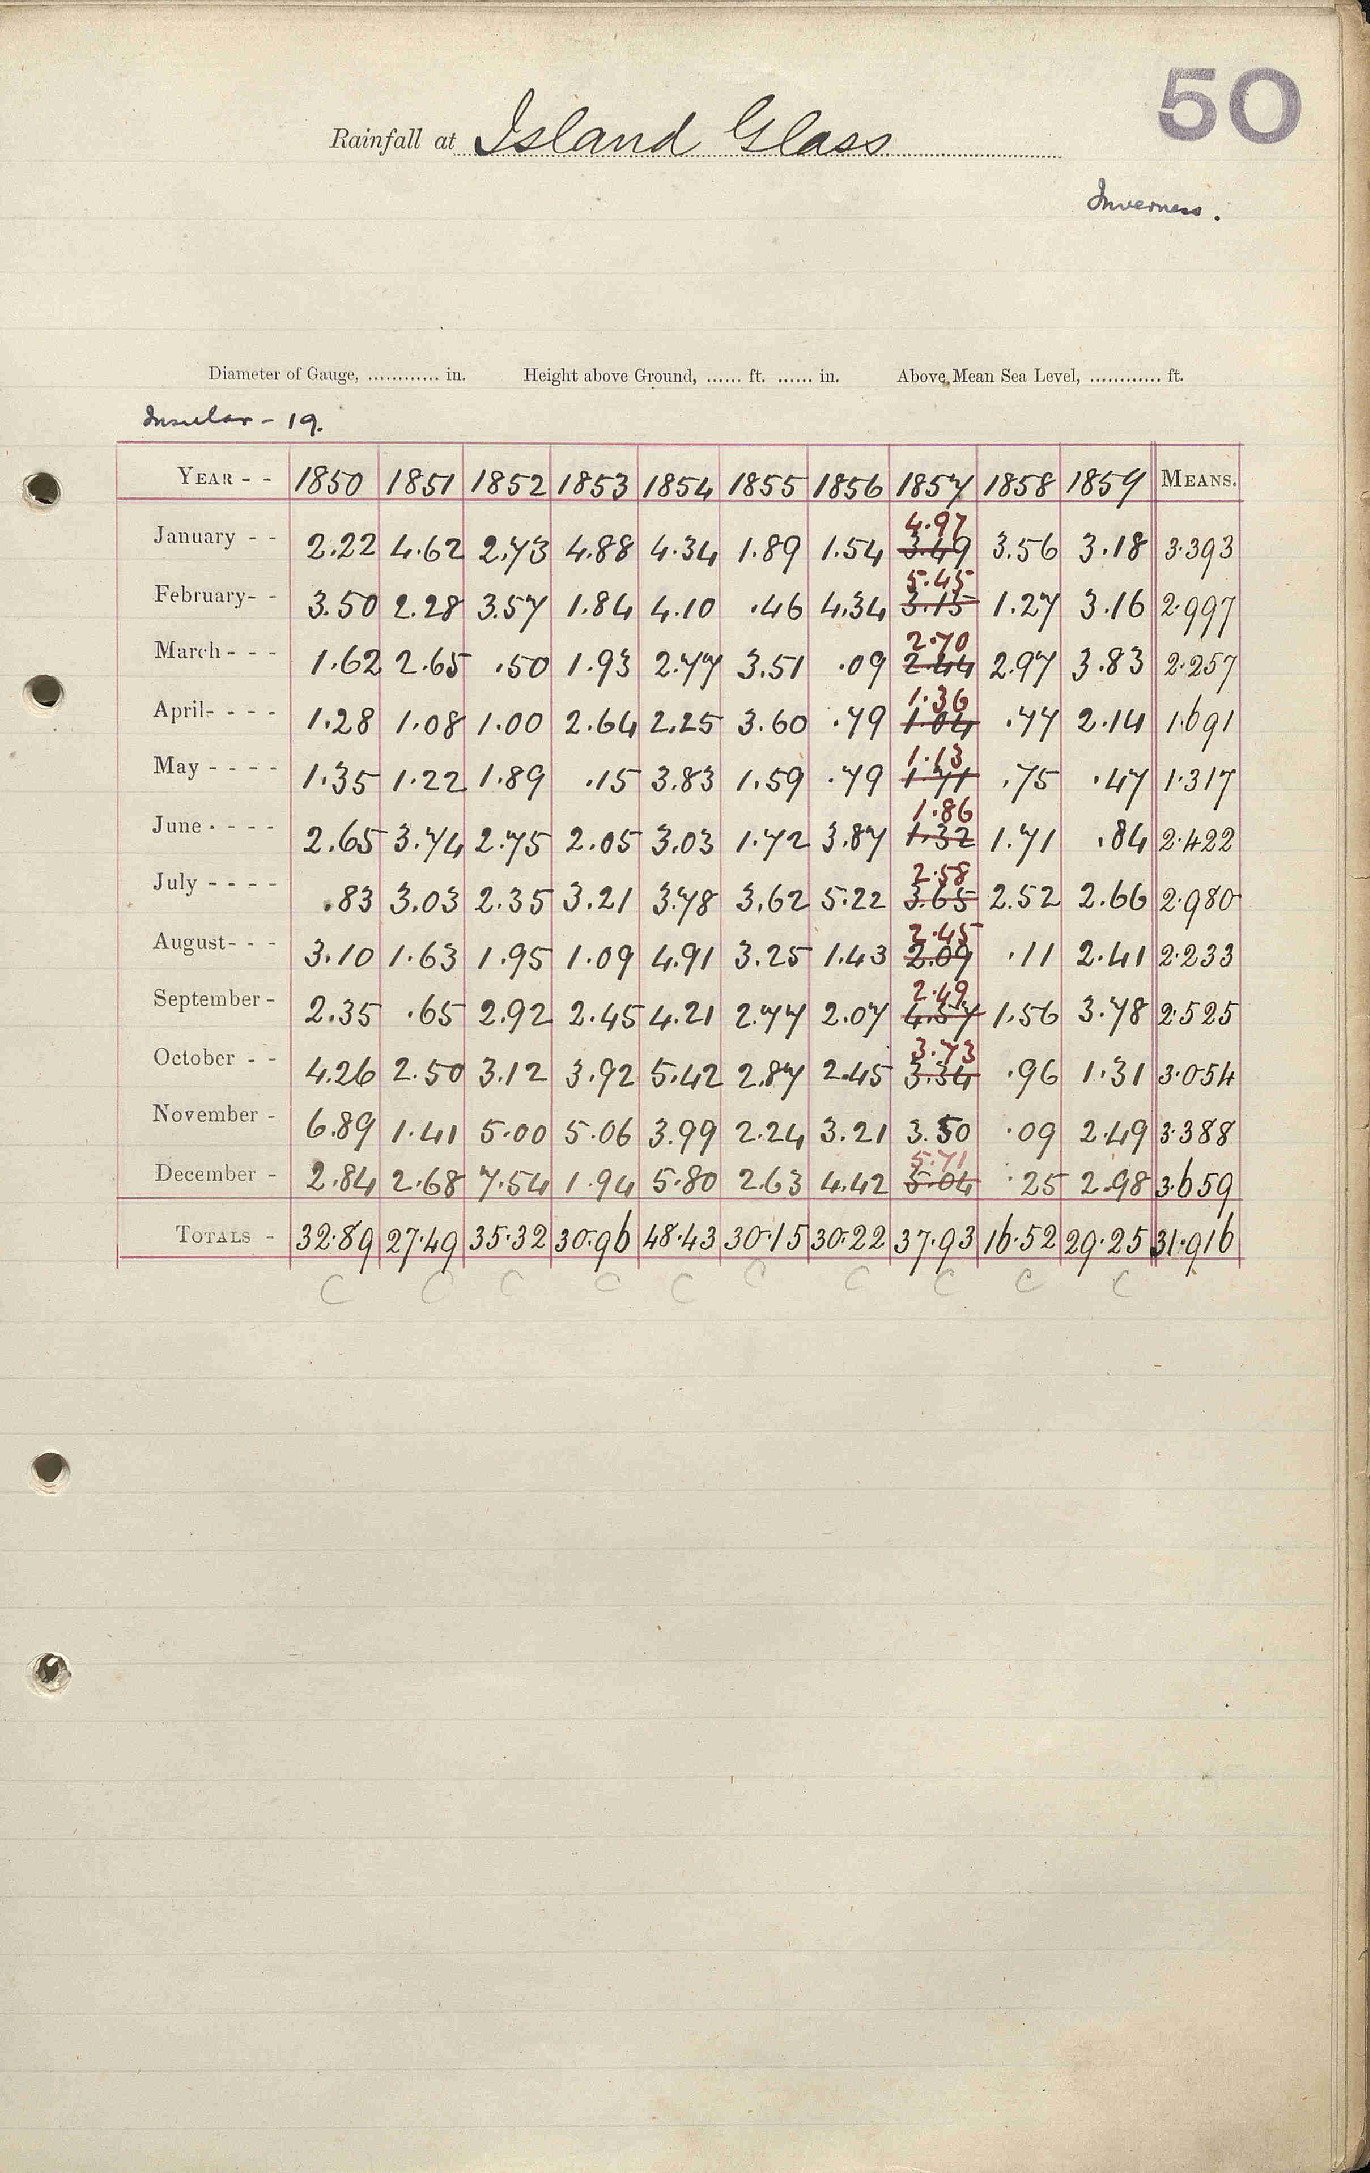 50
Rainfall at Island Glass
Inverness.
Diameter of Gauge, ............ in. Height above Ground, ...... ft. ...... in. Above Mean Sea Level, ............ ft.
Insular - 19.
YEAR - - 1850 1851 1852 1853 1854 1855 1856 1857 1858 1859 MEANS.
4.97
January - - 2.22 4.62 2.73 4.88 4.34 1.89 1.54 3.49 3.56 3.18 3.393
5.45
February- - 3.50 2.28 3.57 1.84 4.10 .46 4.34 3.15 1.27 3.16 2.997
2.70
March - - - 1.62 2.65 .50 1.93 2.77 3.51 .09 2.44 2.97 3.83 2.257
1.36
April- - - - 1.28 1.08 1.00 2.64 2.25 3.60 .79 1.04 .77 2.14 1.691
1.13
May - - - - 1.35 1.22 1.89 .15 3.83 1.59 .79 1.71 .75 .47 1.317
1.86
June - - - - 2.65 3.74 2.75 2.05 3.03 1.72 3.87 1.32 1.71 .84 2.422
2.58
July - - - - .83 3.03 2.35 3.21 3.78 3.62 5.22 3.65 2.52 2.66 2.980
2.45
August- - - 3.10 1.63 1.95 1.09 4.91 3.25 1.43 2.09 .11 2.41 2.233
2.49
September - 2.35 .65 2.92 2.45 4.21 2.77 2.07 4.57 1.56 3.78 2.525
3.73
October - - 4.26 2.50 3.12 3.92 5.42 2.87 2.45 3.34 .96 1.31 3.054
November - 6.89 1.41 5.00 5.06 3.99 2.24 3.21 3.50 .09 2.49 3.388
5.71
December - 2.84 2.68 7.54 1.94 5.80 2.63 4.42 5.04 .25 2.98 3.659
TOTALS - 32.89 27.49 35.32 30.96 48.43 30.15 30.22 37.93 16.52 29.25 31.916
C C C C C C C C C C